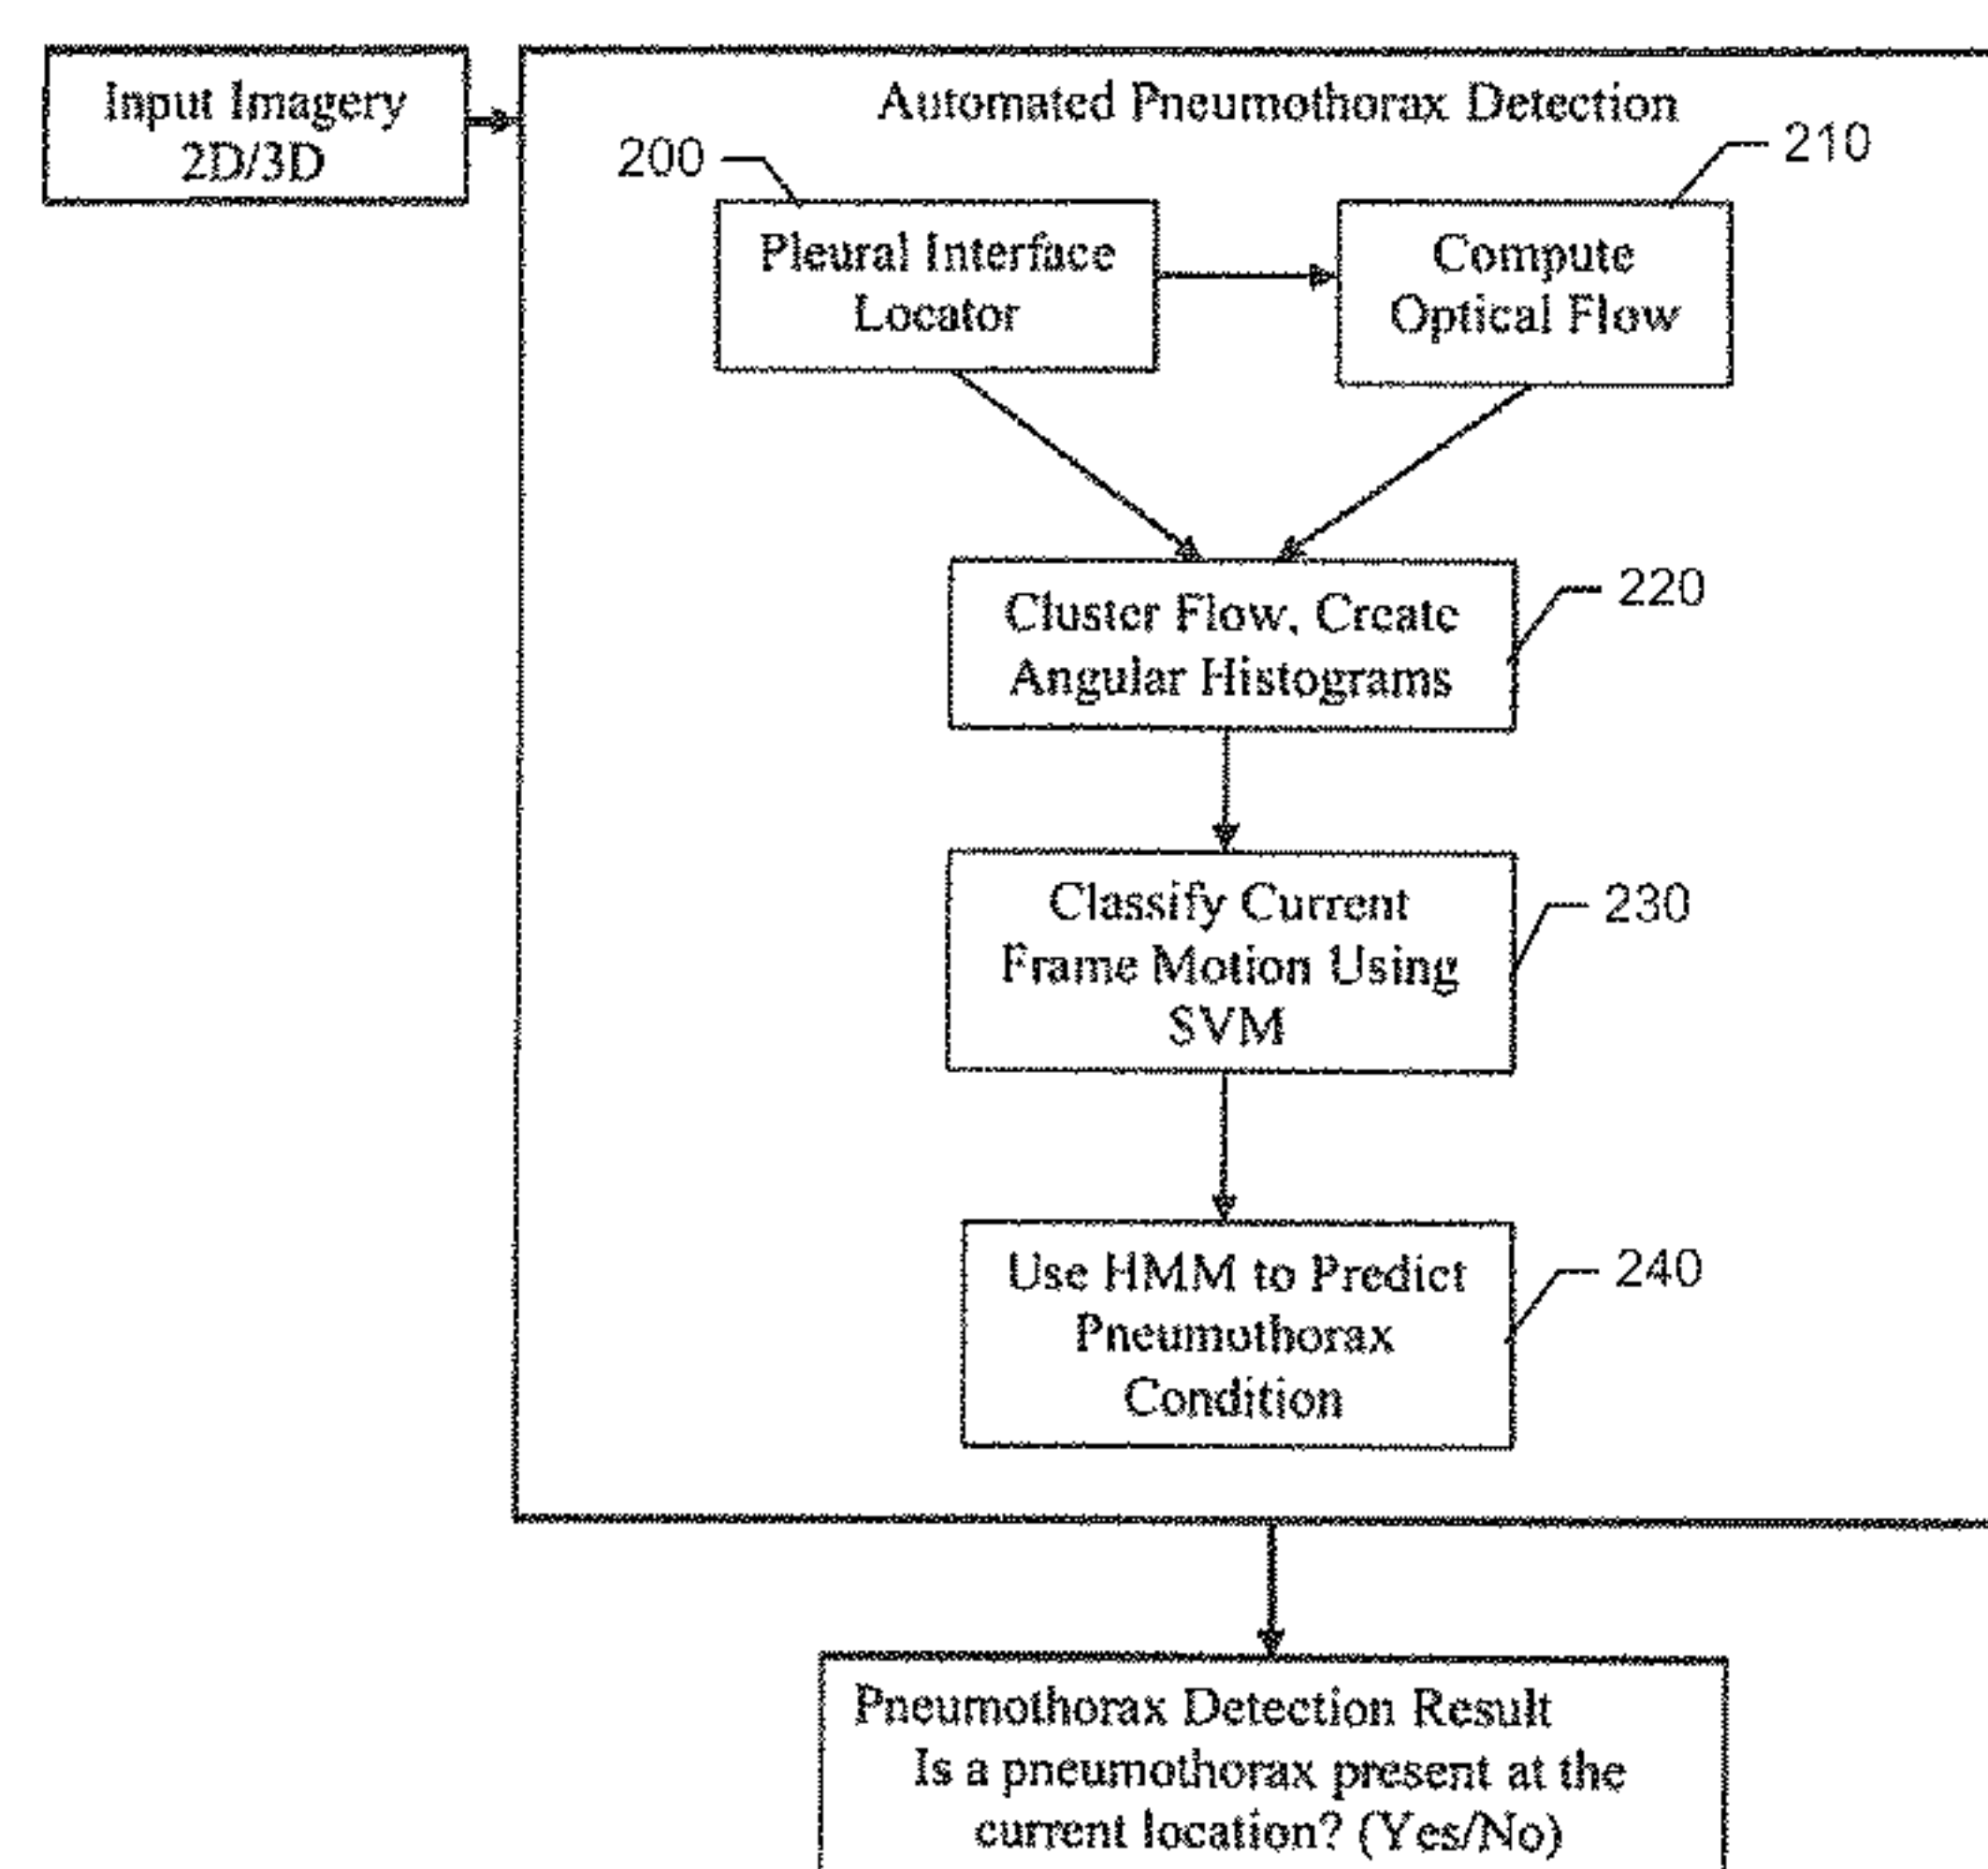 Input Imagery
2D/3D
Automated Pneumothorax Detection
200
210
Pleural Interface
Locator
Compute
Optical Flow
Cluster Flow, Create
Angular Histograms
220
Classify Current
Frame Motion Using
SVM
230
Use HMM to Predict
Pneumothorax
Condition
240
Pneumothorax Detection Result
Is a pneumothorax present at the
current location? (Yes/No)